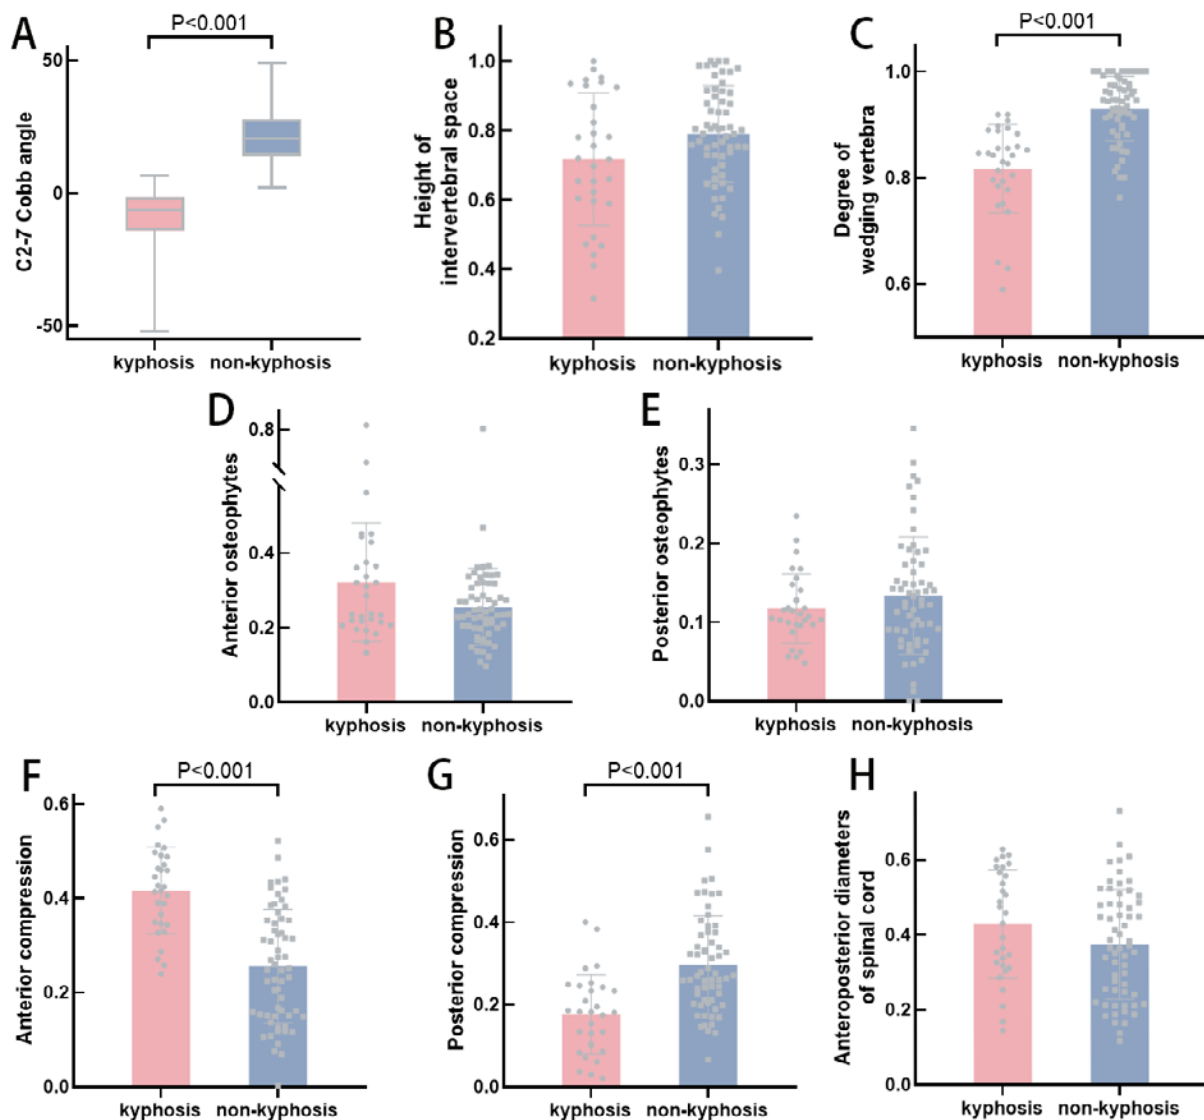 A
P<0.001
C2-7 Cobb angle
50
0
-50
kyphosis non-kyphosis
B
Height of
intervertebral space
1.0
0.8
0.6
0.4
0.2
kyphosis non-kyphosis
C
P<0.001
Degree of
wedging vertebra
1.0
0.8
0.6
kyphosis non-kyphosis
D
Anterior osteophytes
0.8
0.4
0.2
0.0
kyphosis non-kyphosis
E
Posterior osteophytes
0.3
0.2
0.1
0.0
kyphosis non-kyphosis
F
P<0.001
Anterior compression
0.6
0.4
0.2
0.0
kyphosis non-kyphosis
G
P<0.001
Posterior compression
0.6
0.4
0.2
0.0
kyphosis non-kyphosis
H
Anteroposterior diameters
of spinal cord
0.6
0.4
0.2
0.0
kyphosis non-kyphosis